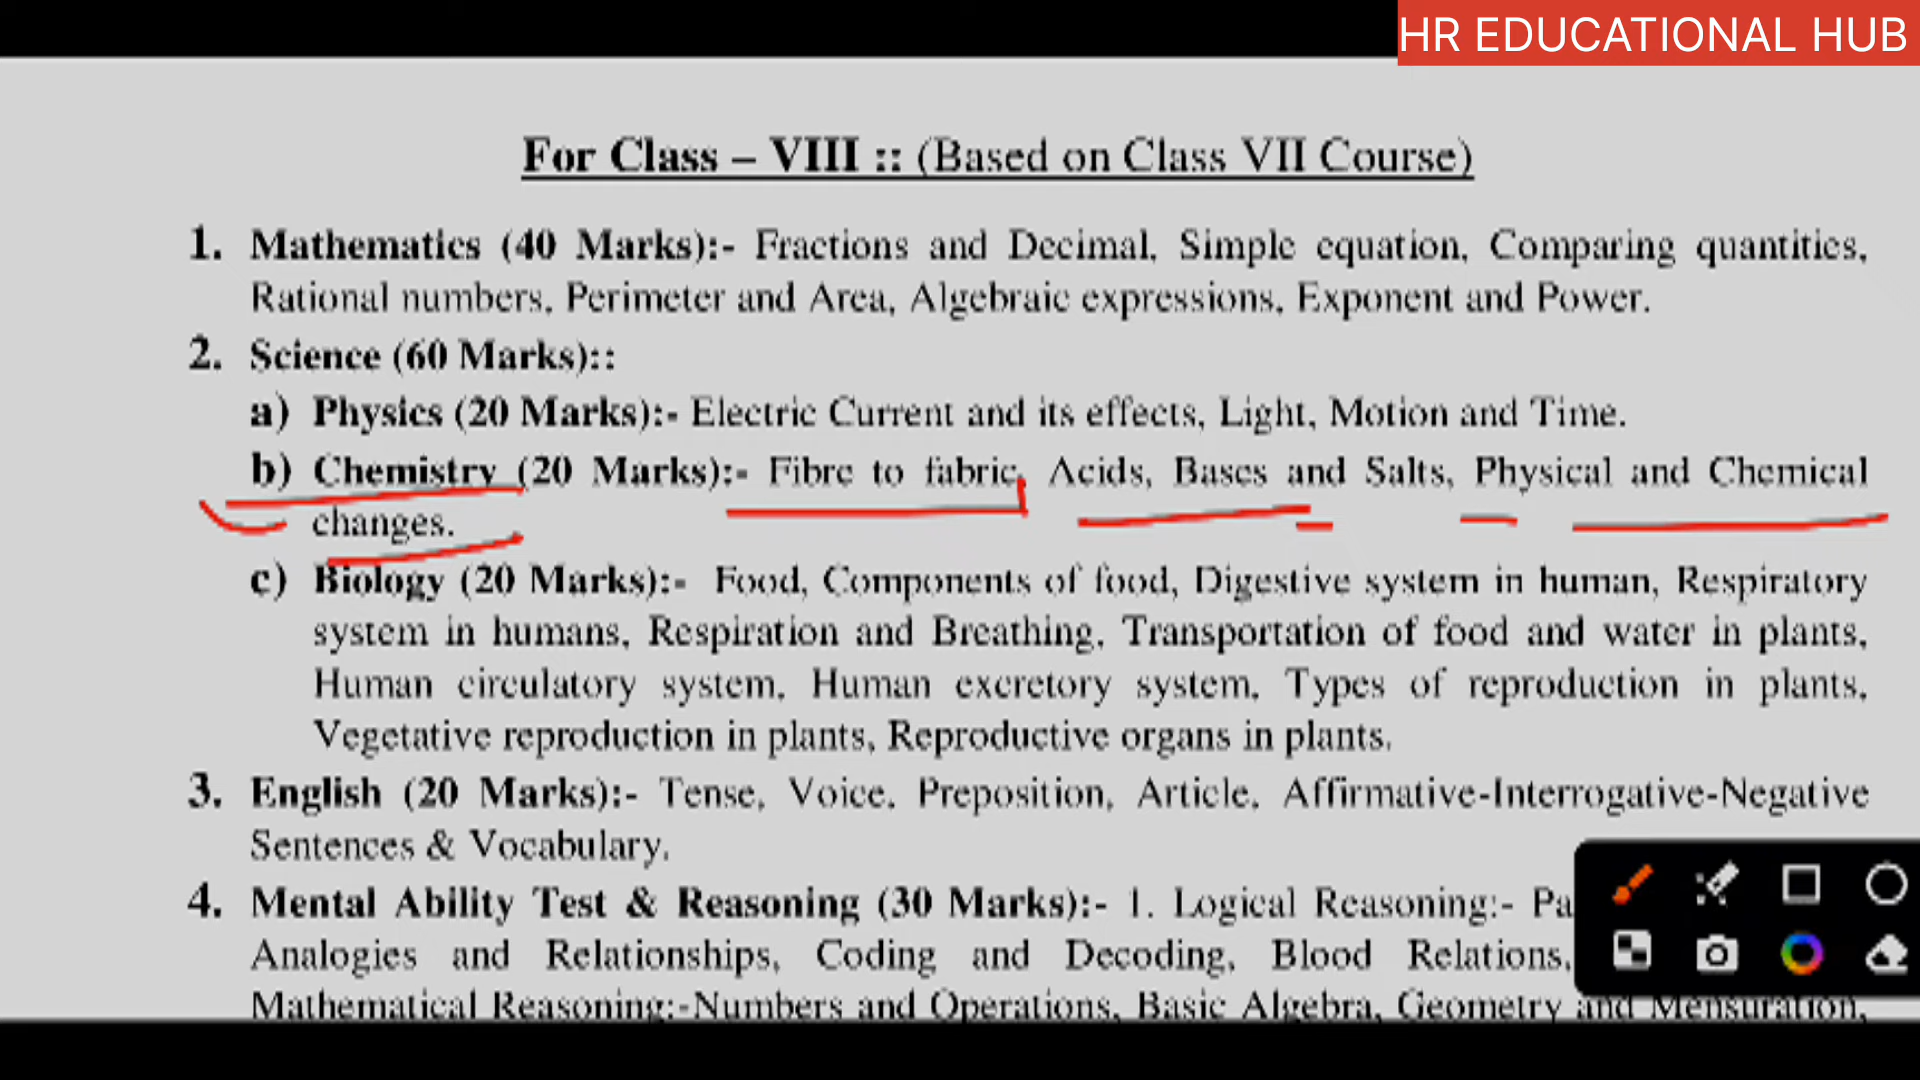 HR EDUCATIONAL HUB
For Class – VIII :: (Based on Class VII Course)
1. Mathematics (40 Marks):- Fractions and Decimal, Simple equation, Comparing quantities,
Rational numbers, Perimeter and Area, Algebraic expressions, Exponent and Power.
2. Science (60 Marks)::
a) Physics (20 Marks):- Electric Current and its effects, Light, Motion and Time.
b) Chemistry (20 Marks):- Fibre to fabric, Acids, Bases and Salts, Physical and Chemical
changes.
c) Biology (20 Marks):- Food, Components of food, Digestive system in human, Respiratory
system in humans, Respiration and Breathing, Transportation of food and water in plants,
Human circulatory system, Human excretory system, Types of reproduction in plants,
Vegetative reproduction in plants, Reproductive organs in plants.
3. English (20 Marks):- Tense, Voice, Preposition, Article, Affirmative-Interrogative-Negative
Sentences & Vocabulary.
4. Mental Ability Test & Reasoning (30 Marks):- 1. Logical Reasoning:- Pa
Analogies and Relationships, Coding and Decoding, Blood Relations,
Mathematical Reasoning:-Numbers and Operations, Basic Algebra, Geometry and Mensuration,